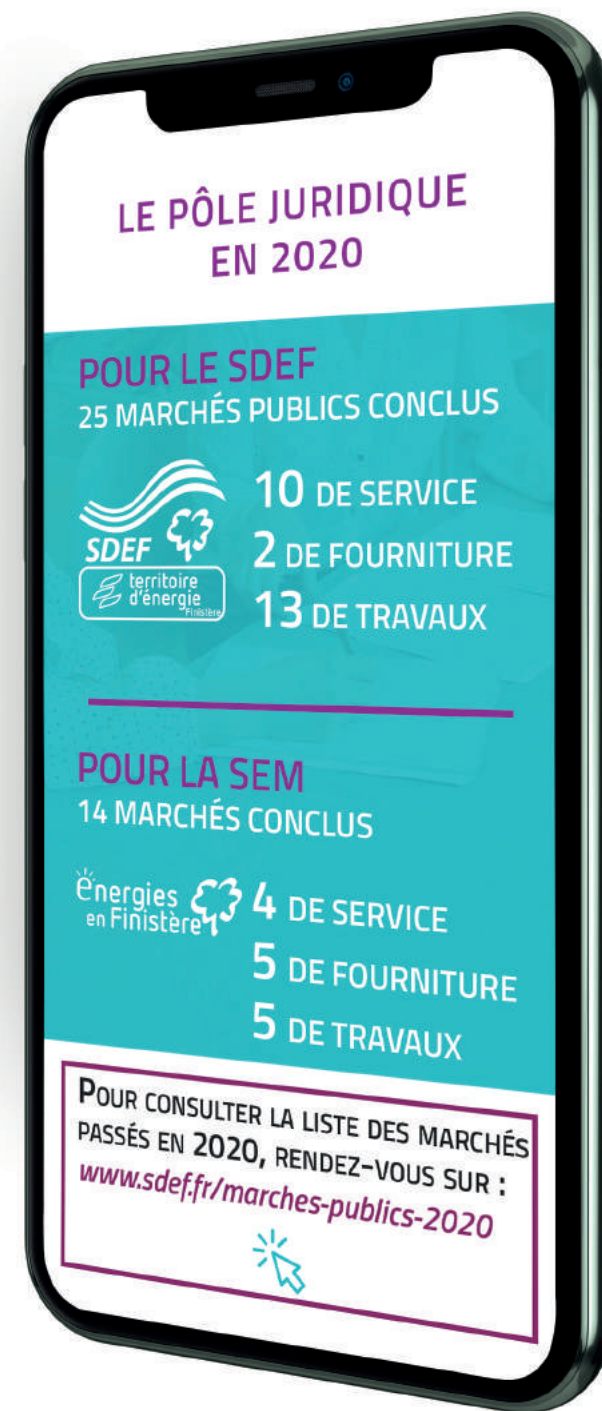 LE PÔLE JURIDIQUE
EN 2020
POUR LE SDEF
25 MARCHÉS PUBLICS CONCLUS
SDEF
territoire
d'énergie
Finistère
10 DE SERVICE
2 DE FOURNITURE
13 DE TRAVAUX
POUR LA SEM
14 MARCHÉS CONCLUS
énergies
en Finistère
4 DE SERVICE
5 DE FOURNITURE
5 DE TRAVAUX
POUR CONSULTER LA LISTE DES MARCHÉS
PASSÉS EN 2020, RENDEZ-VOUS SUR :
www.sdef.fr/marches-publics-2020